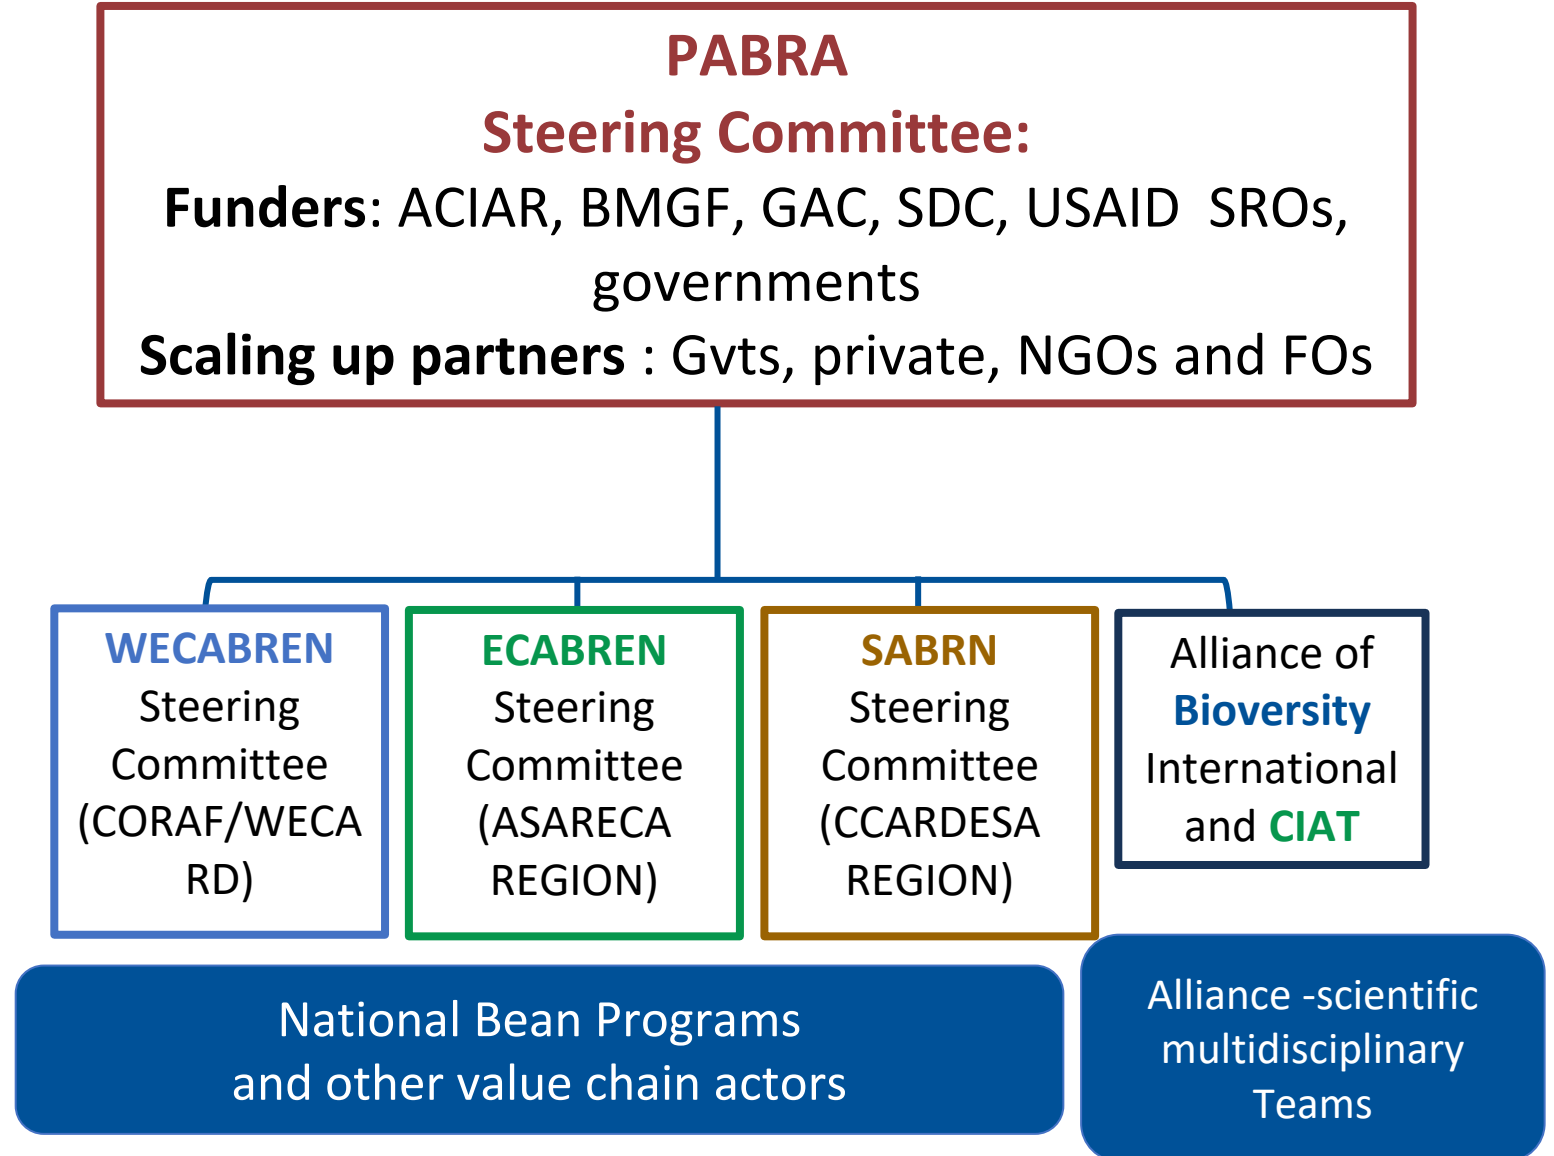 PABRA
Steering Committee:
Funders: ACIAR, BMGF, GAC, SDC, USAID  SROs,
governments
Scaling up partners : Gvts, private, NGOs and FOs
WECABREN
Steering
Committee
(CORAF/WECA
RD)
ECABREN
Steering
Committee
(ASARECA
REGION)
SABRN
Steering
Committee
(CCARDESA
REGION)
Alliance of
Bioversity
International
and CIAT
National Bean Programs
and other value chain actors
Alliance -scientific
multidisciplinary
Teams